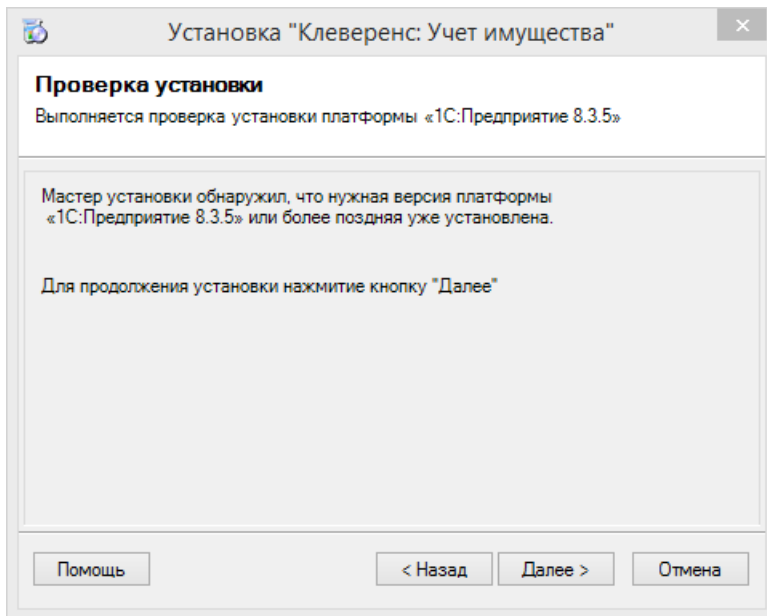 Установка "Клеверенс: Учет имущества"
Проверка установки
Выполняется проверка установки платформы «1С:Предприятие 8.3.5»
Мастер установки обнаружил, что нужная версия платформы
«1С:Предприятие 8.3.5» или более поздняя уже установлена.
Для продолжения установки нажмитие кнопку "Далее"
Помощь < Назад Далее > Отмена